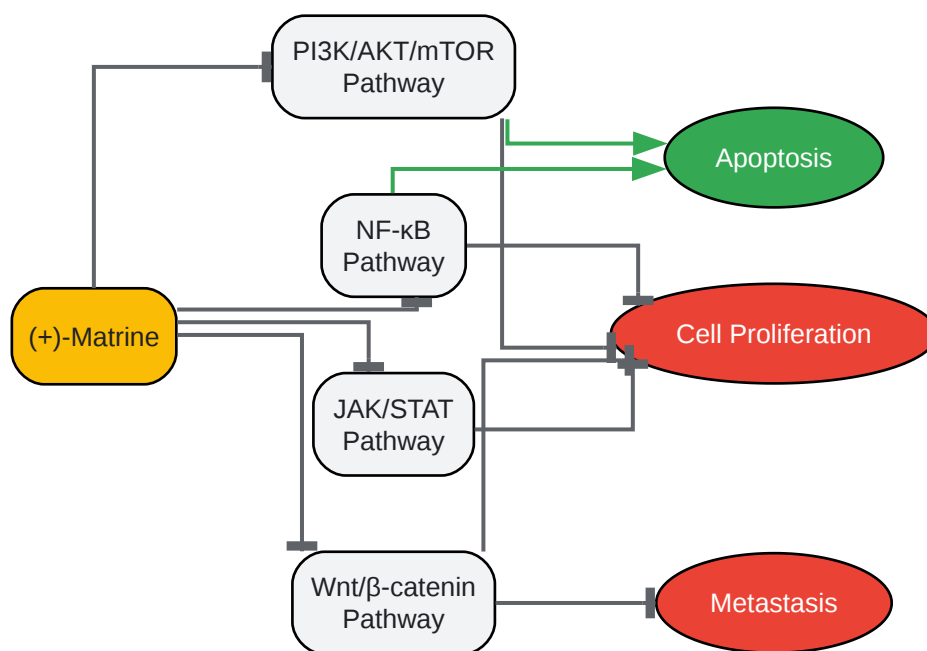 PI3K/AKT/mTOR
Pathway
Apoptosis
NF-κB
Pathway
(+)-Matrine
Cell Proliferation
JAK/STAT
Pathway
Wnt/β-catenin
Pathway
Metastasis